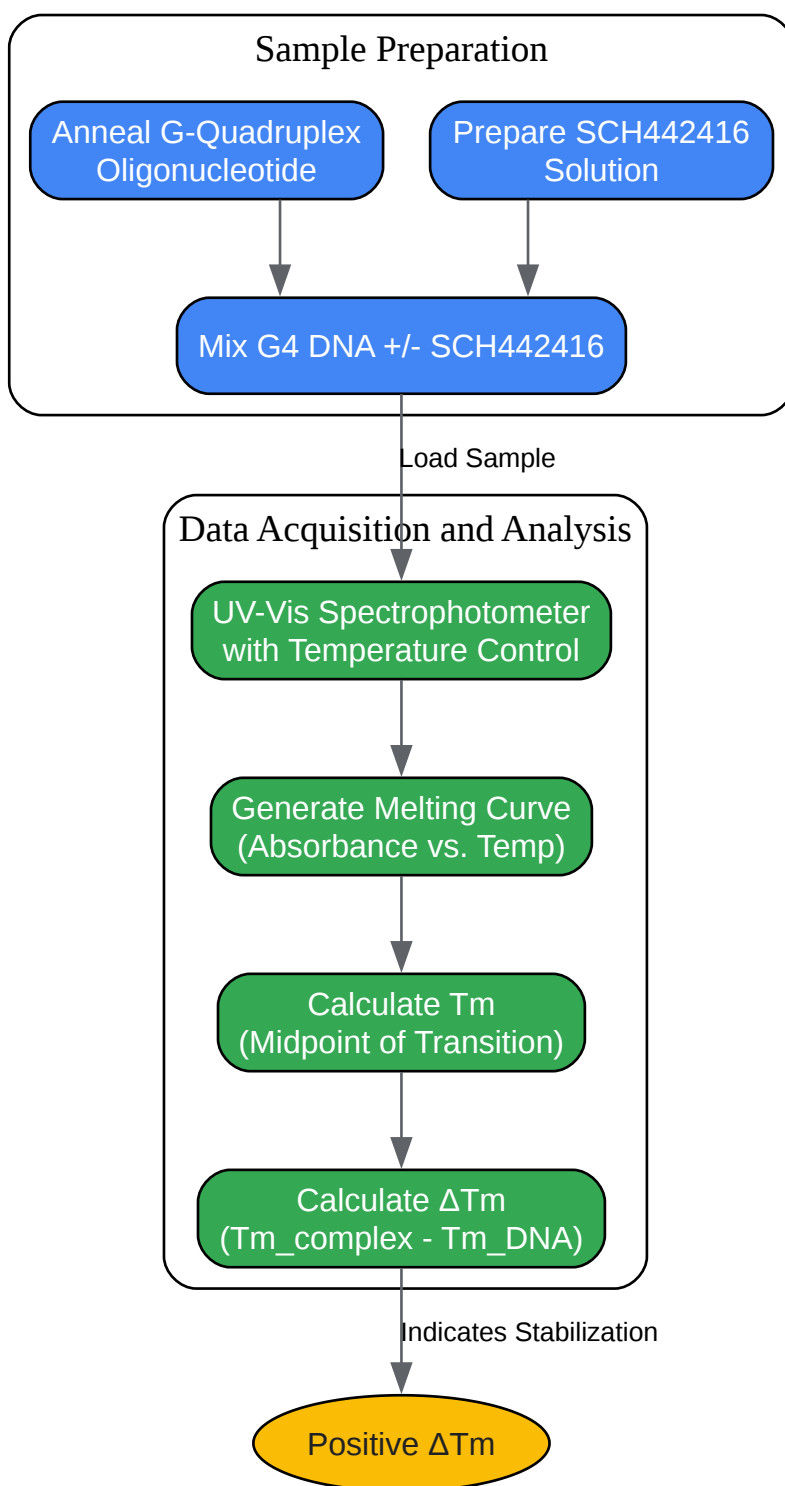 Sample Preparation
Anneal G-Quadruplex
Oligonucleotide
Prepare SCH442416
Solution
Mix G4 DNA +/- SCH442416
Load Sample
Data Acquisition and Analysis
UV-Vis Spectrophotometer
with Temperature Control
Generate Melting Curve
(Absorbance vs. Temp)
Calculate Tm
(Midpoint of Transition)
Calculate ΔTm
(Tm_complex - Tm_DNA)
Indicates Stabilization
Positive ΔTm